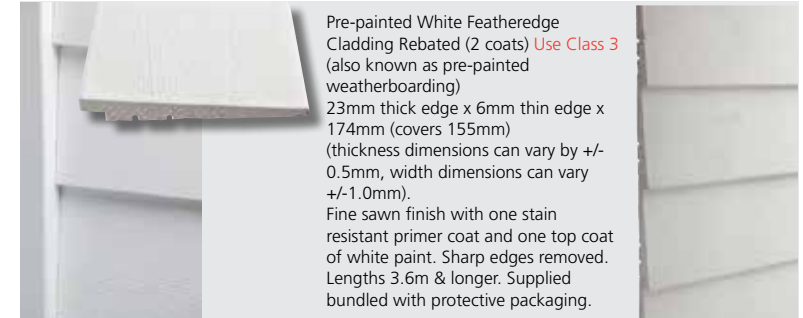 Pre-painted White Featheredge
Cladding Rebated (2 coats) Use Class 3
(also known as pre-painted
weatherboarding)
23mm thick edge x 6mm thin edge x
174mm (covers 155mm)
(thickness dimensions can vary by +/-
0.5mm, width dimensions can vary
+/-1.0mm).
Fine sawn finish with one stain
resistant primer coat and one top coat
of white paint. Sharp edges removed.
Lengths 3.6m & longer. Supplied
bundled with protective packaging.